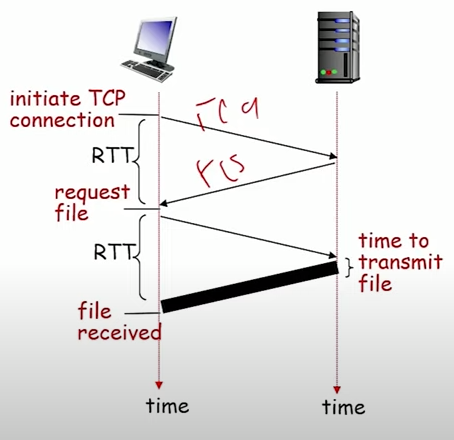 initiate TCP
connection
RTT
request
file
RTT
time to
transmit
file
file
received
time
time